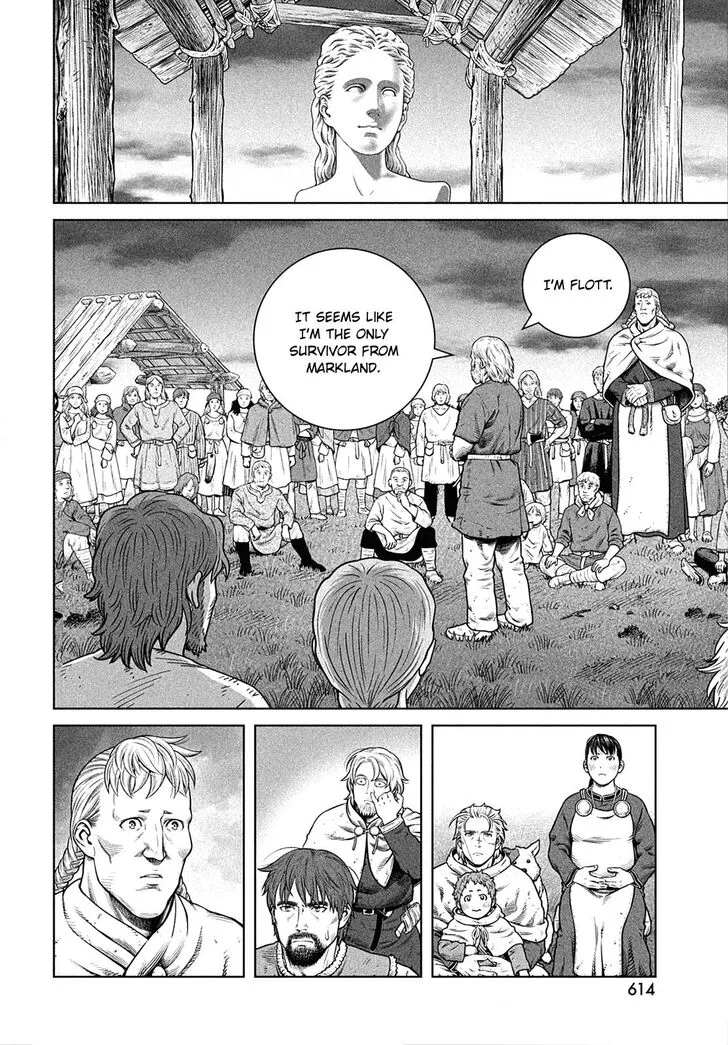 I'M FLOTT.
IT SEEMS LIKE
I'M THE ONLY
SURVIVOR FROM
MARKLAND.
614